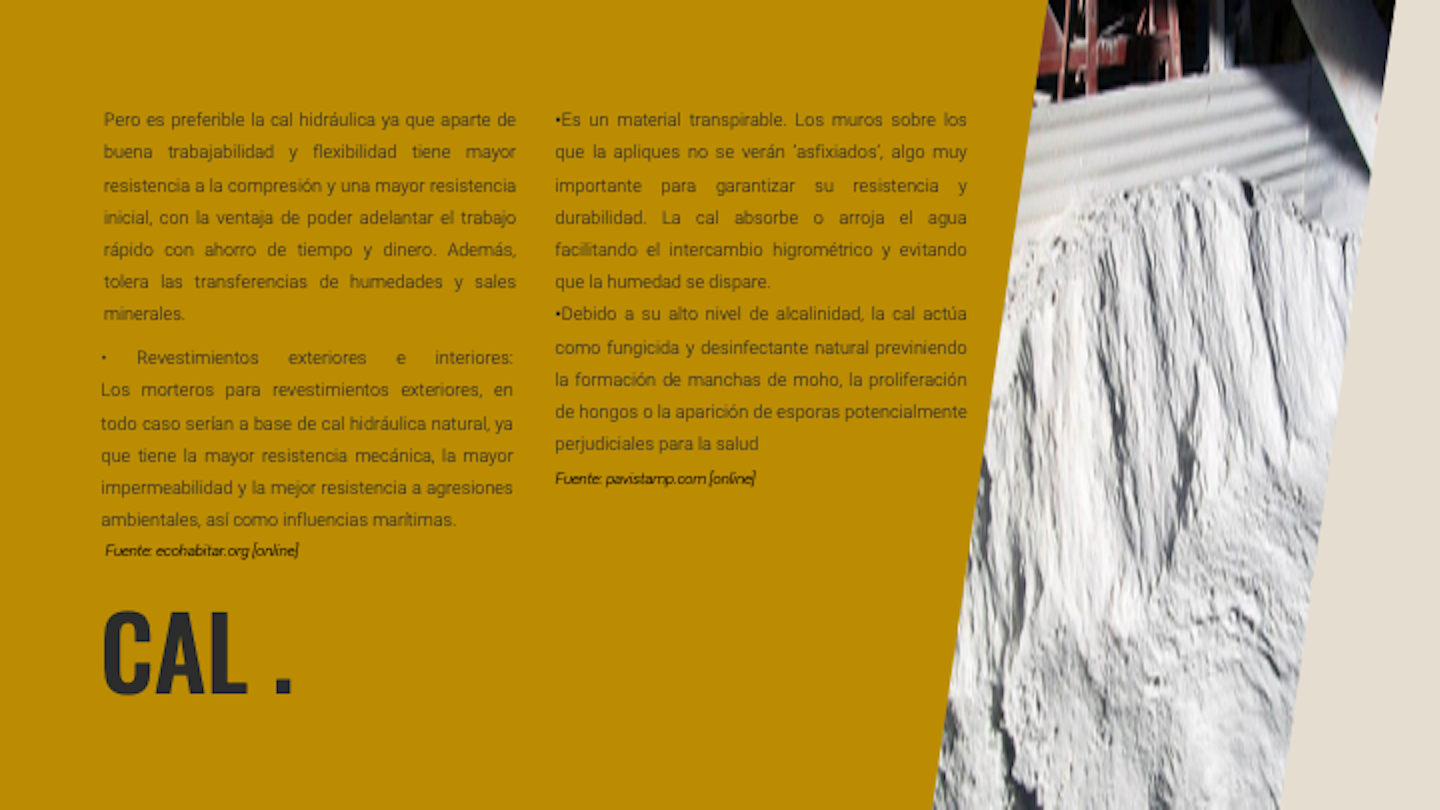 Pero es preferible la cal hidráulica ya que aparte de
buena trabajabilidad y flexibilidad tiene mayor
resistencia a la compresión y una mayor resistencia
inicial, con la ventaja de poder adelantar el trabajo
rápido con ahorro de tiempo y dinero. Además,
tolera las transferencias de humedades y sales
minerales.
• Revestimientos exteriores e interiores:
Los morteros para revestimientos exteriores, en
todo caso serían a base de cal hidráulica natural, ya
que tiene la mayor resistencia mecánica, la mayor
impermeabilidad y la mejor resistencia a agresiones
ambientales, así como influencias marítimas.
Fuente: ecohabitar.org [online]
•Es un material transpirable. Los muros sobre los
que la apliques no se verán 'asfixiados', algo muy
importante para garantizar su resistencia y
durabilidad. La cal absorbe o arroja el agua
facilitando el intercambio higrométrico y evitando
que la humedad se dispare.
•Debido a su alto nivel de alcalinidad, la cal actúa
como fungicida y desinfectante natural previniendo
la formación de manchas de moho, la proliferación
de hongos o la aparición de esporas potencialmente
perjudiciales para la salud
Fuente: pavistamp.com [online]
CAL .